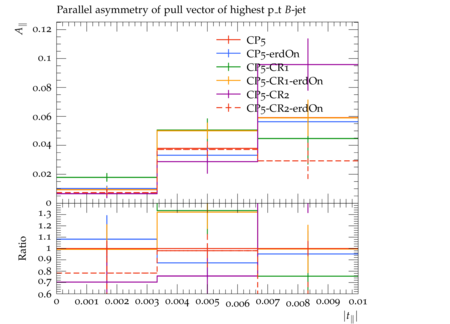 Parallel asymmetry of pull vector of highest p_t B-jet
A∥
0.12
0.1
0.08
0.06
0.04
0.02
0
CP5
CP5-erdOn
CP5-CR1
CP5-CR1-erdOn
CP5-CR2
CP5-CR2-erdOn
Ratio
1.3
1.2
1.1
1
0.9
0.8
0.7
0.6
0 0.001 0.002 0.003 0.004 0.005 0.006 0.007 0.008 0.009 0.01
|t∥|